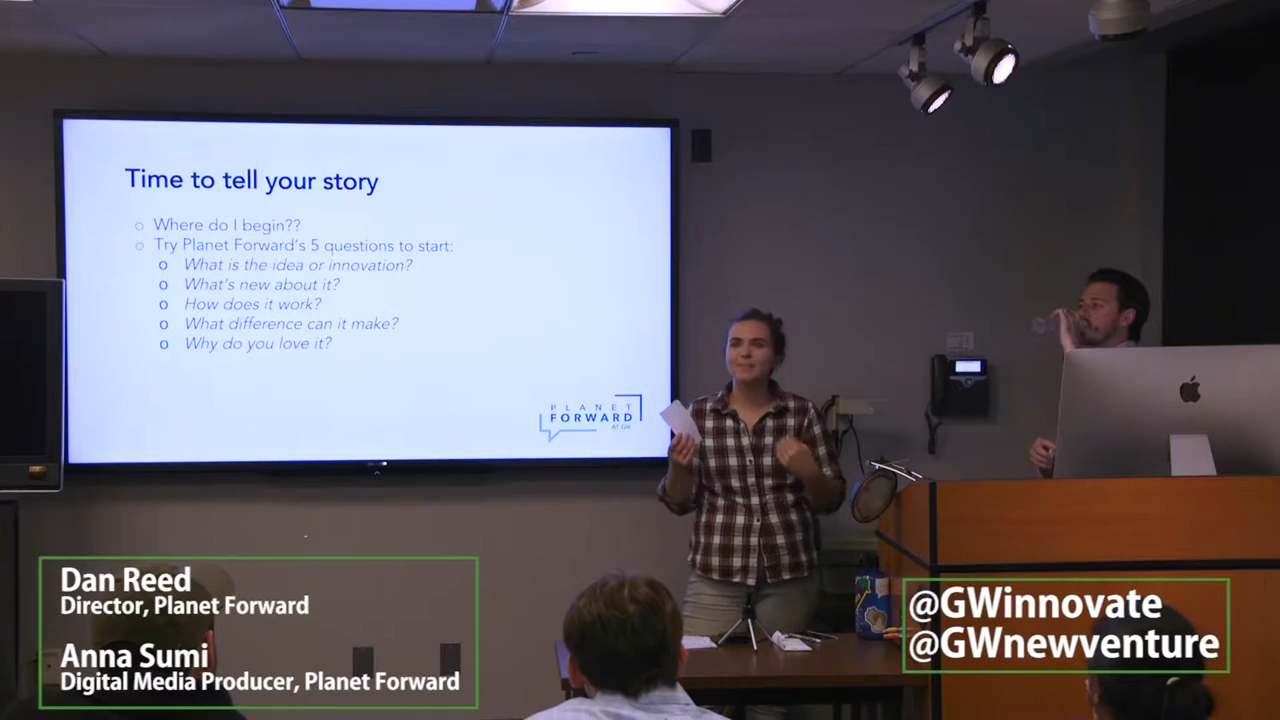 Time to tell your story
Where do I begin??
Try Planet Forward's 5 questions to start:
What is the idea or innovation?
What's new about it?
How does it work?
What difference can it make?
Why do you love it?
PLANET
FORWARD
AT GW
Dan Reed
Director, Planet Forward
Anna Sumi
Digital Media Producer, Planet Forward
@GWinnovate
@GWnewventure